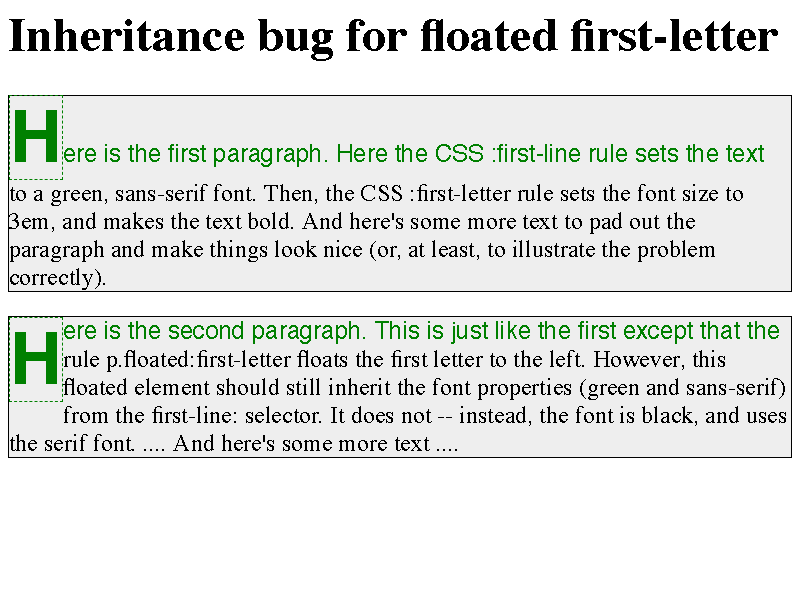 Inheritance bug for floated first-letter
Here is the first paragraph. Here the CSS :first-line rule sets the text
to a green, sans-serif font. Then, the CSS :first-letter rule sets the font size to
3em, and makes the text bold. And here's some more text to pad out the
paragraph and make things look nice (or, at least, to illustrate the problem
correctly).
Here is the second paragraph. This is just like the first except that the
rule p.floated:first-letter floats the first letter to the left. However, this
floated element should still inherit the font properties (green and sans-serif)
from the first-line: selector. It does not -- instead, the font is black, and uses
the serif font. .... And here's some more text ....